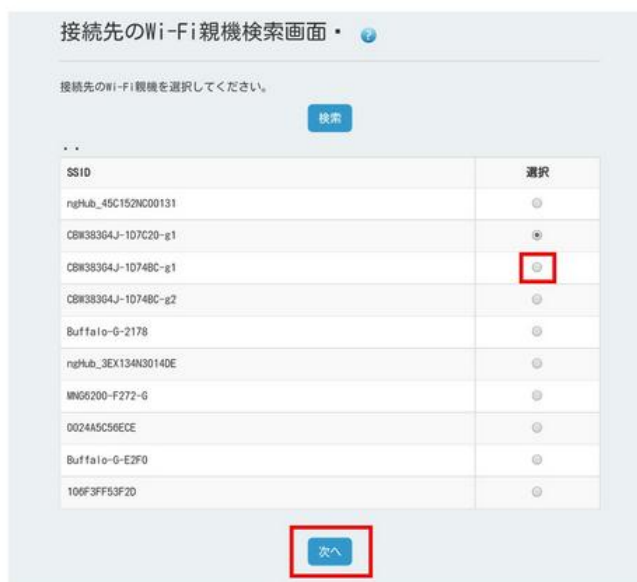 接続先のWi-Fi親機検索画面・ ?
接続先のWi-Fi親機を選択してください。
検索
・・
SSID 選択
ngHub_45C152NC00131
CBW383G4J-1D7C20-g1
CBW383G4J-1D74BC-g1
CBW383G4J-1D74BC-g2
Buffalo-G-2178
ngHub_3EX134N3014DE
MNG6200-F272-G
0024A5C56ECE
Buffalo-G-E2F0
106F3FF53F2D
次へ